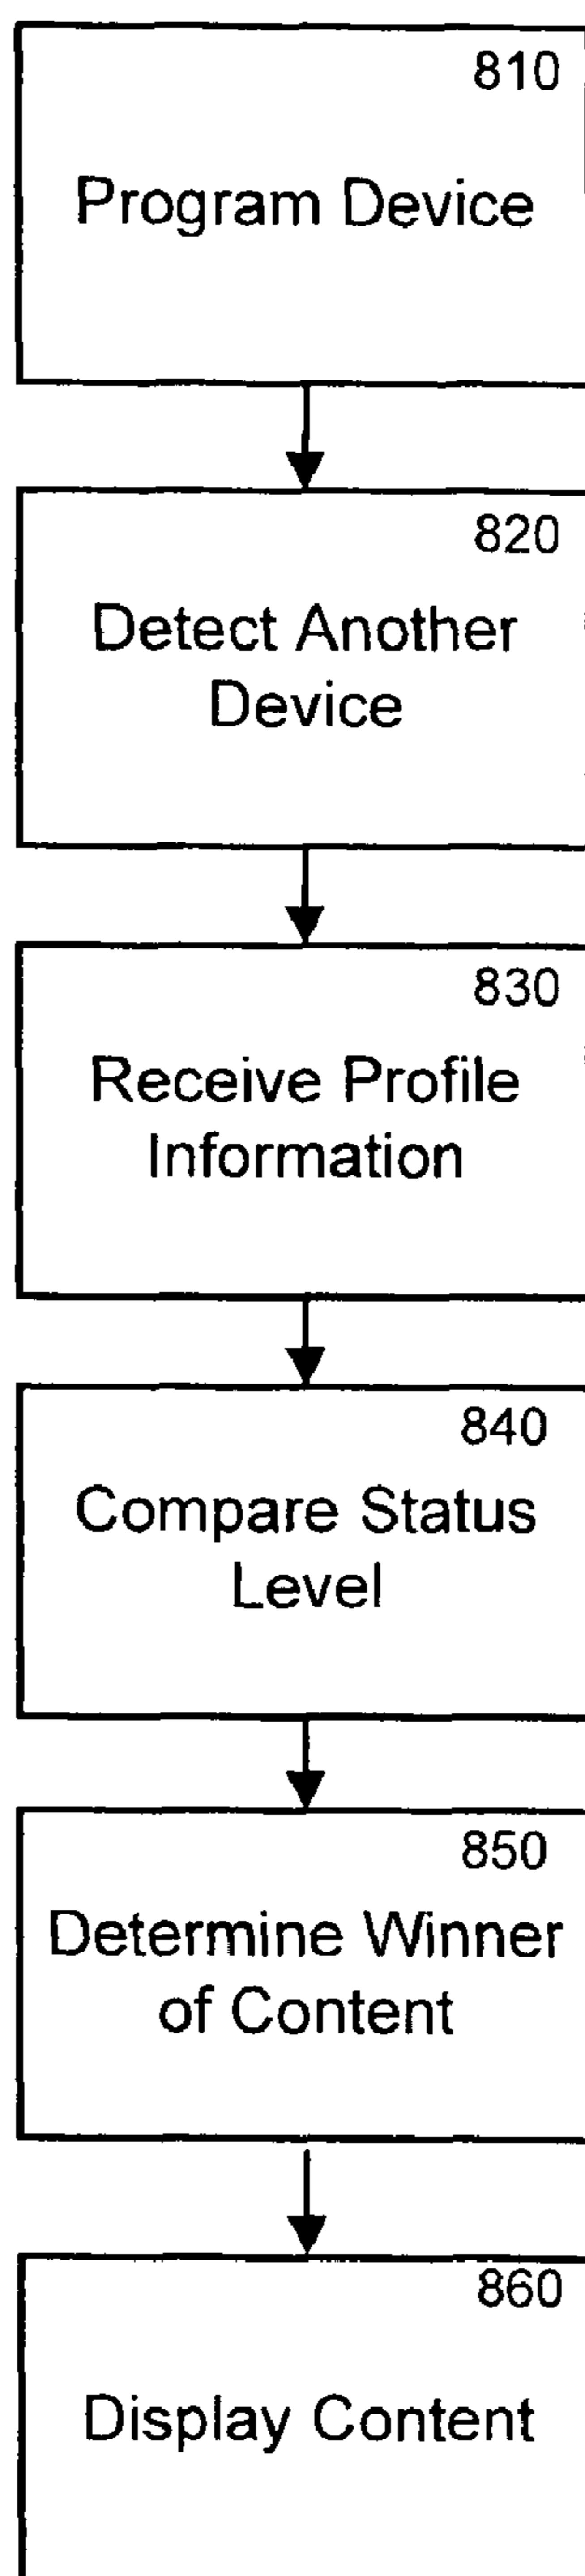 810
Program Device
820
Detect Another
Device
830
Receive Profile
Information
840
Compare Status
Level
850
Determine Winner
of Content
860
Display Content